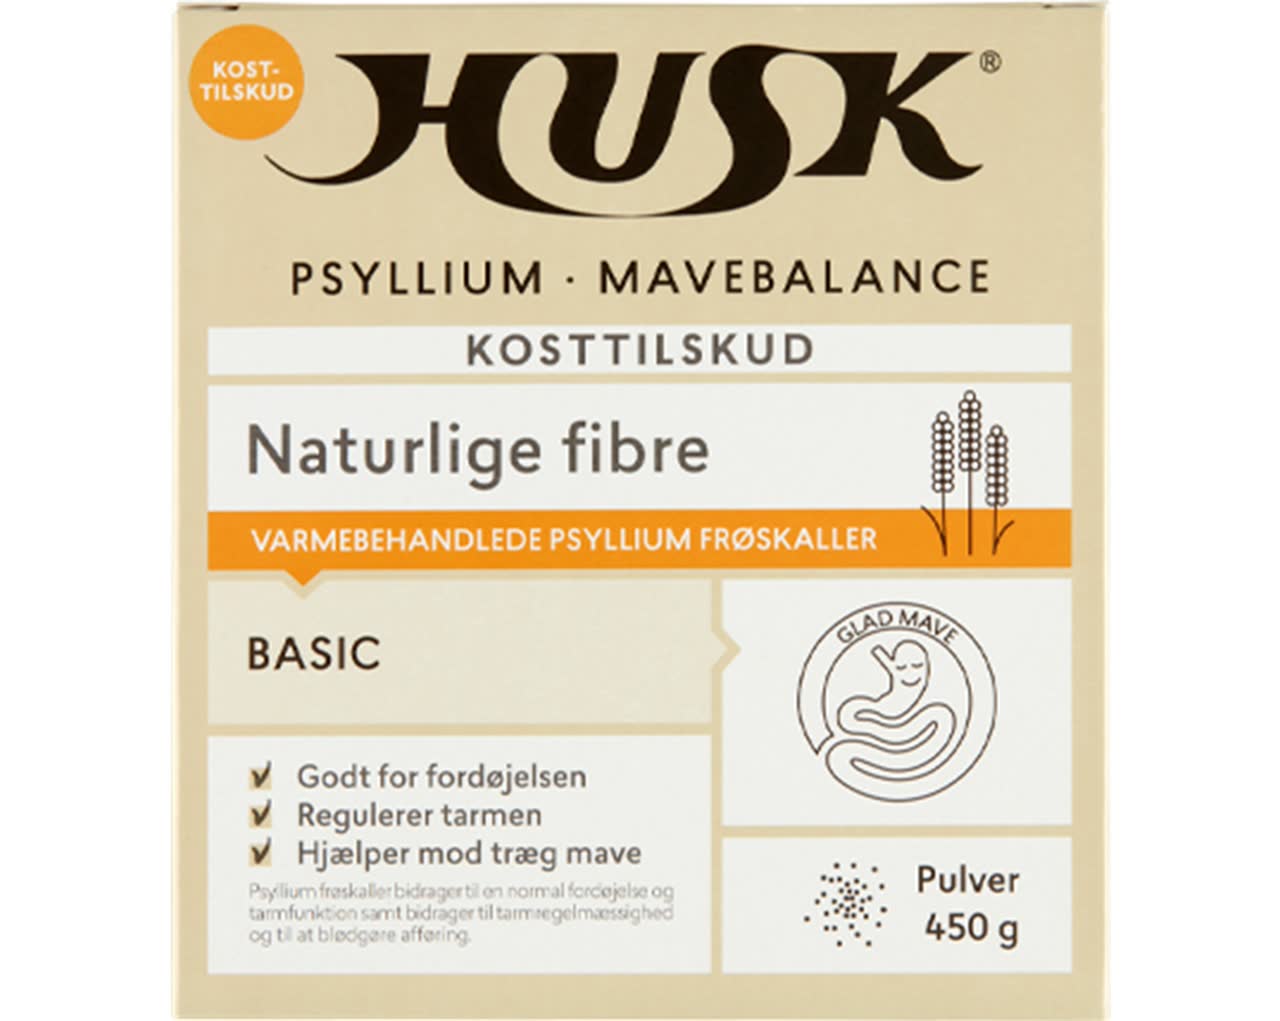 KOST-
TILSKUD
HUSK®
PSYLLIUM · MAVEBALANCE
KOSTTILSKUD
Naturlige fibre
VARMEBEHANDLEDE PSYLLIUM FRØSKALLER
BASIC
GLAD MAVE
Godt for fordøjelsen
Regulerer tarmen
Hjælper mod træg mave
Psyllium frøskaller bidrager til en normal fordøjelse og
tarmfunktion samt bidrager til tarmregelmæssighed
og til at blødgøre afføring.
Pulver
450 g